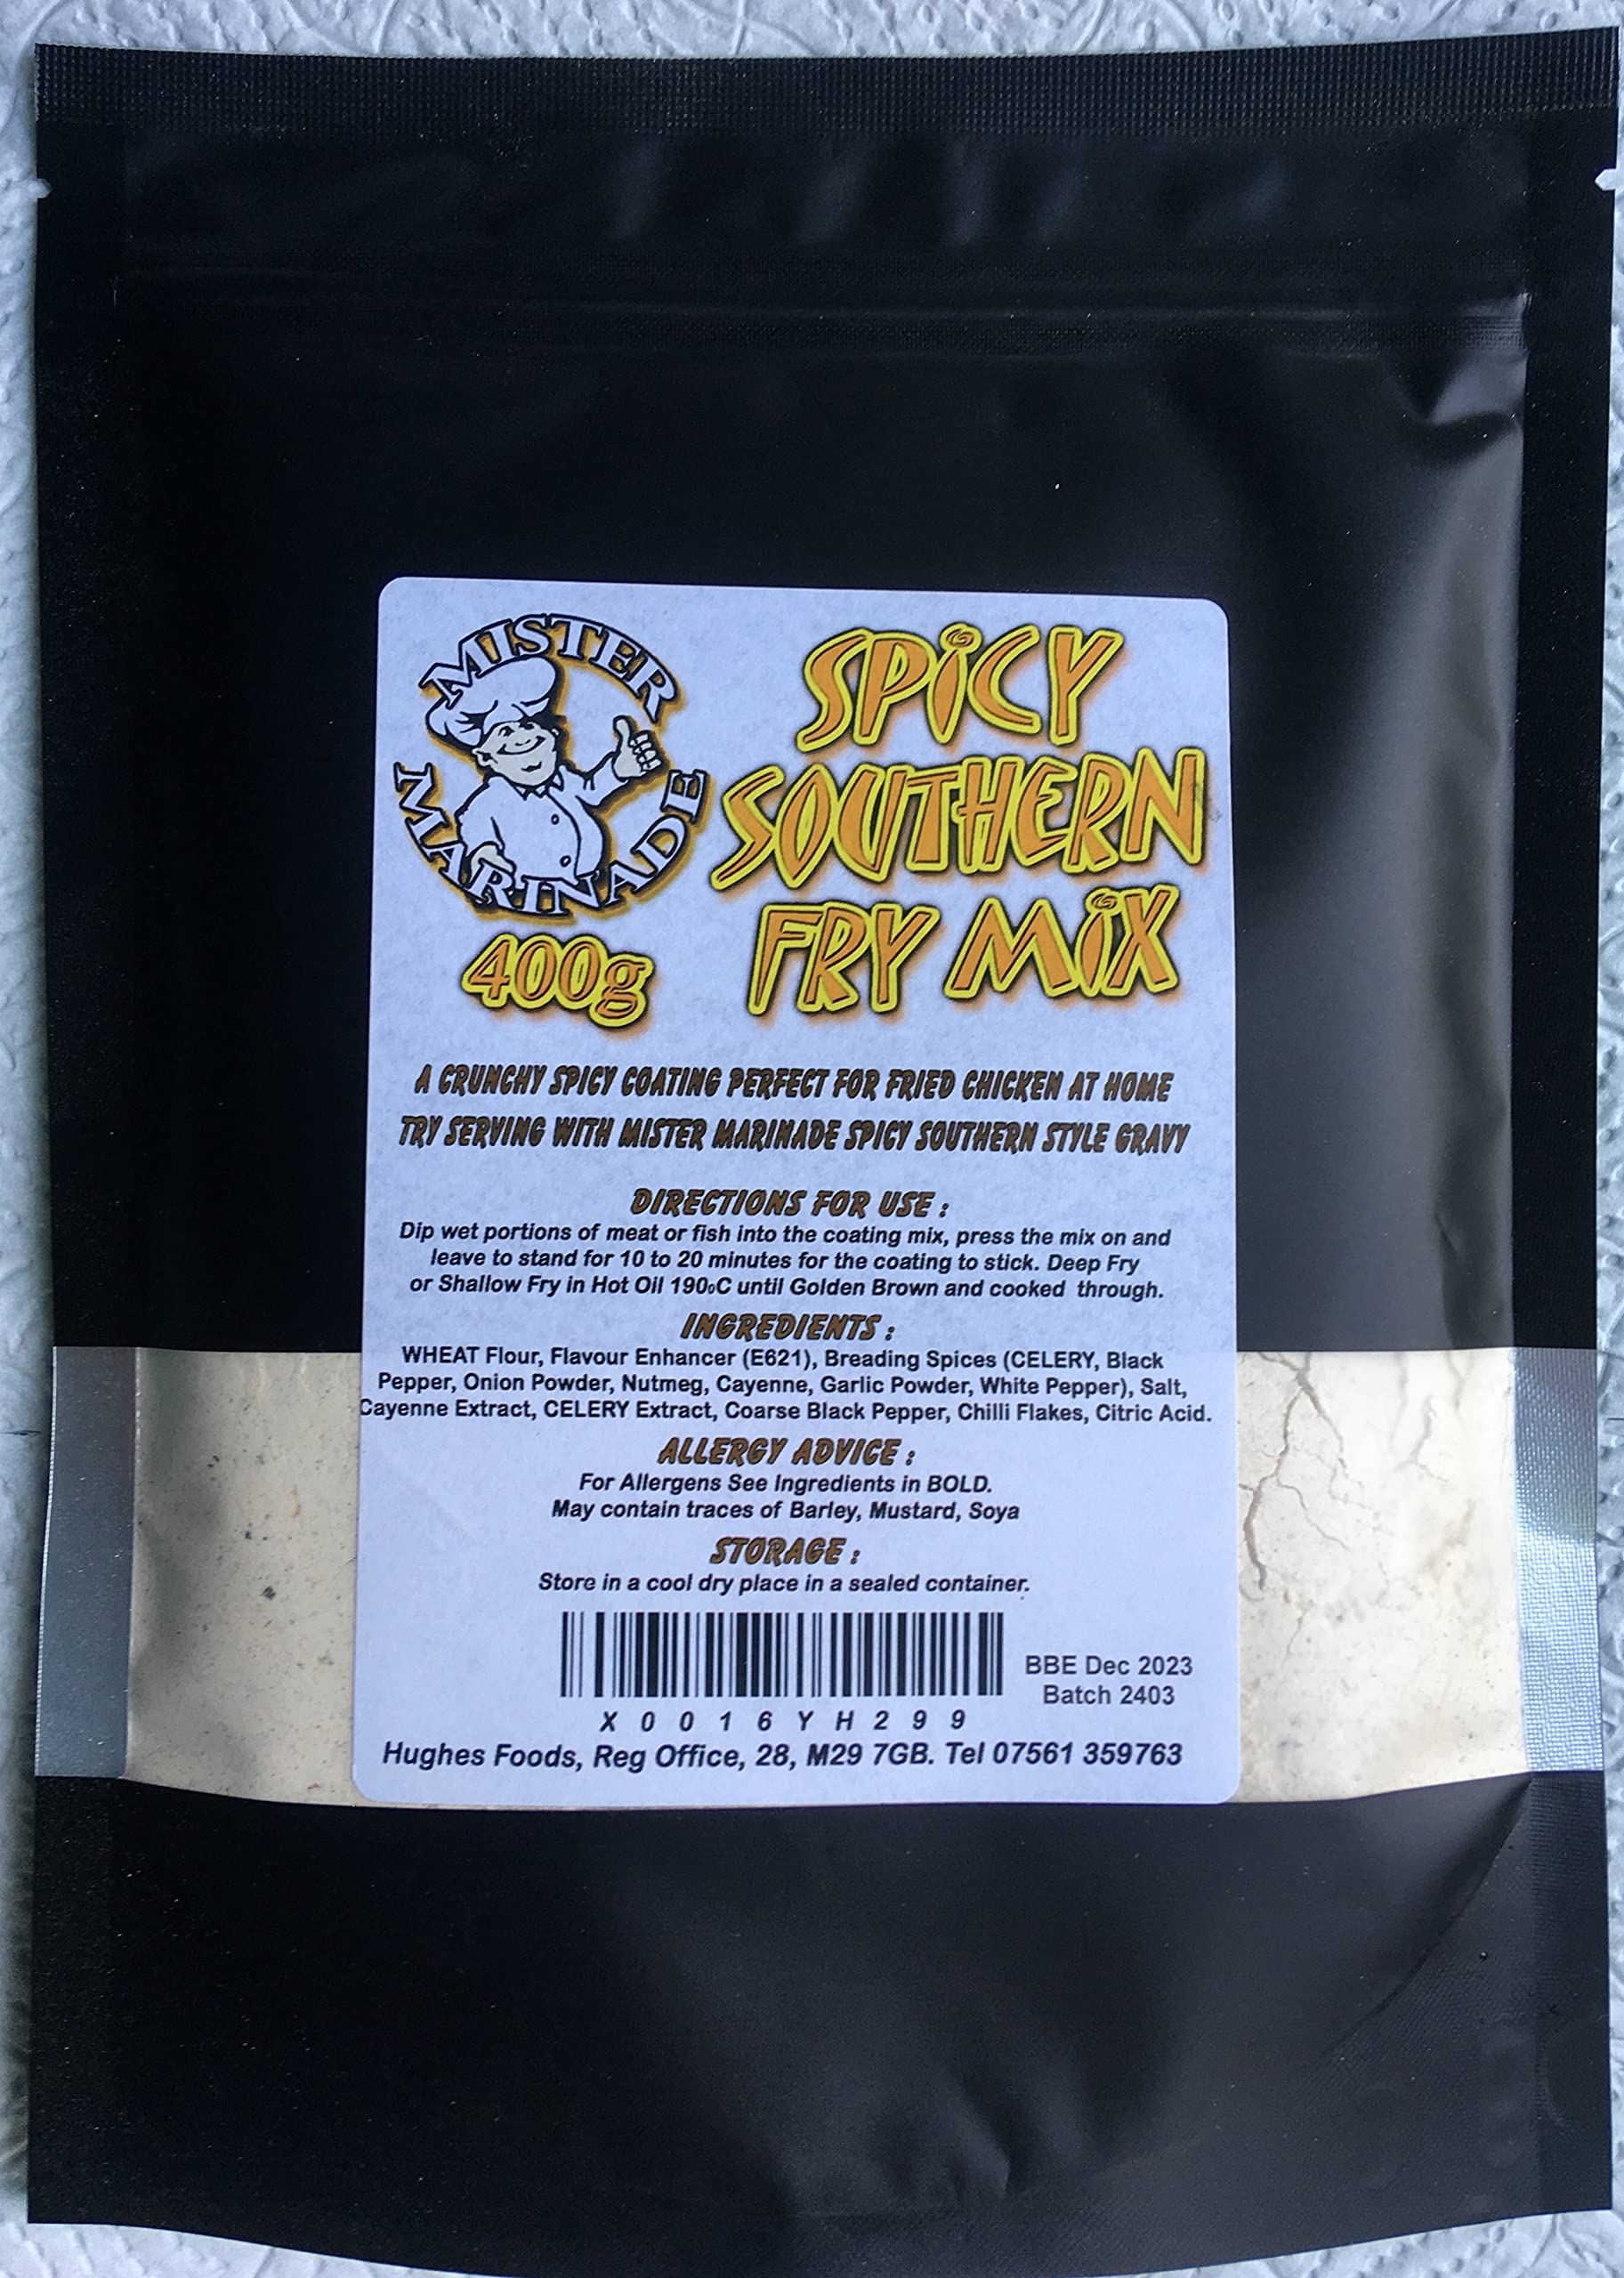 MISTER
MARINADE
400g
SPiCY
SOUTHERN
FRY MiX
A CRUNCHY SPICY COATING PERFECT FOR FRIED CHICKEN AT HOME
TRY SERVING WITH MISTER MARINADE SPICY SOUTHERN STYLE GRAVY
DIRECTIONS FOR USE :
Dip wet portions of meat or fish into the coating mix, press the mix on and
leave to stand for 10 to 20 minutes for the coating to stick. Deep Fry
or Shallow Fry in Hot Oil 190oC until Golden Brown and cooked through.
INGREDIENTS :
WHEAT Flour, Flavour Enhancer (E621), Breading Spices (CELERY, Black
Pepper, Onion Powder, Nutmeg, Cayenne, Garlic Powder, White Pepper), Salt,
Cayenne Extract, CELERY Extract, Coarse Black Pepper, Chilli Flakes, Citric Acid.
ALLERGY ADVICE :
For Allergens See Ingredients in BOLD.
May contain traces of Barley, Mustard, Soya
STORAGE :
Store in a cool dry place in a sealed container.
BBE Dec 2023
Batch 2403
X0016YH299
Hughes Foods, Reg Office, 28, M29 7GB. Tel 07561 359763